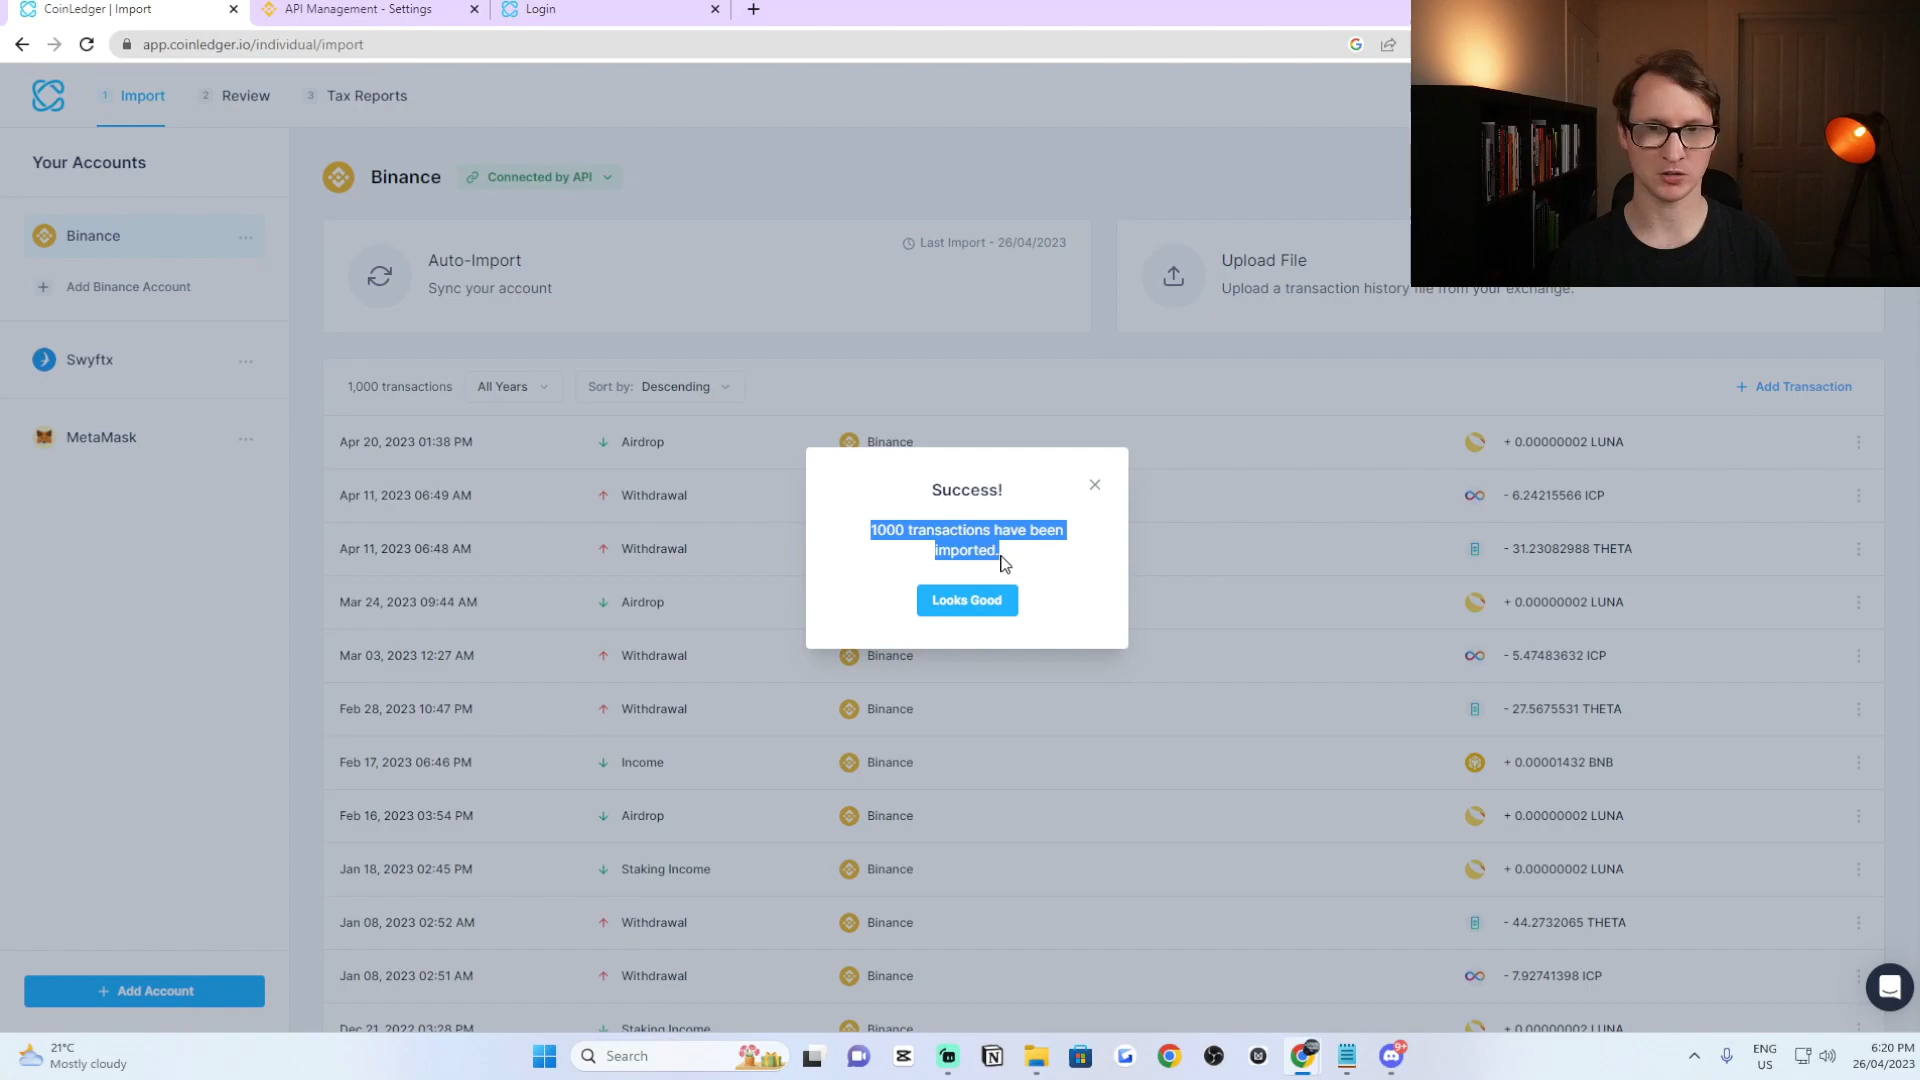 CoinLedger | Import
API Management - Settings
Login
app.coinledger.io/individual/import
1 Import
2 Review
3 Tax Reports
Your Accounts
Binance
Add Binance Account
Swyftx
MetaMask
+ Add Account
Binance
Connected by API
Last Import - 26/04/2023
Auto-Import
Sync your account
Upload File
Upload a transaction history file from your exchange.
1,000 transactions
All Years
Sort by: Descending
+ Add Transaction
Apr 20, 2023 01:38 PM Airdrop Binance + 0.00000002 LUNA
Apr 11, 2023 06:49 AM Withdrawal - 6.24215566 ICP
Apr 11, 2023 06:48 AM Withdrawal - 31.23082988 THETA
Mar 24, 2023 09:44 AM Airdrop + 0.00000002 LUNA
Mar 03, 2023 12:27 AM Withdrawal Binance - 5.47483632 ICP
Feb 28, 2023 10:47 PM Withdrawal Binance - 27.5675531 THETA
Feb 17, 2023 06:46 PM Income Binance + 0.00001432 BNB
Feb 16, 2023 03:54 PM Airdrop Binance + 0.00000002 LUNA
Jan 18, 2023 02:45 PM Staking Income Binance + 0.00000002 LUNA
Jan 08, 2023 02:52 AM Withdrawal Binance - 44.2732065 THETA
Jan 08, 2023 02:51 AM Withdrawal Binance - 7.92741398 ICP
Dec 21, 2022 03:28 PM Staking Income Binance + 0.00000002 LUNA
Success!
1000 transactions have been
imported.
Looks Good
21°C
Mostly cloudy
Search
9+
ENG
US
6:20 PM
26/04/2023